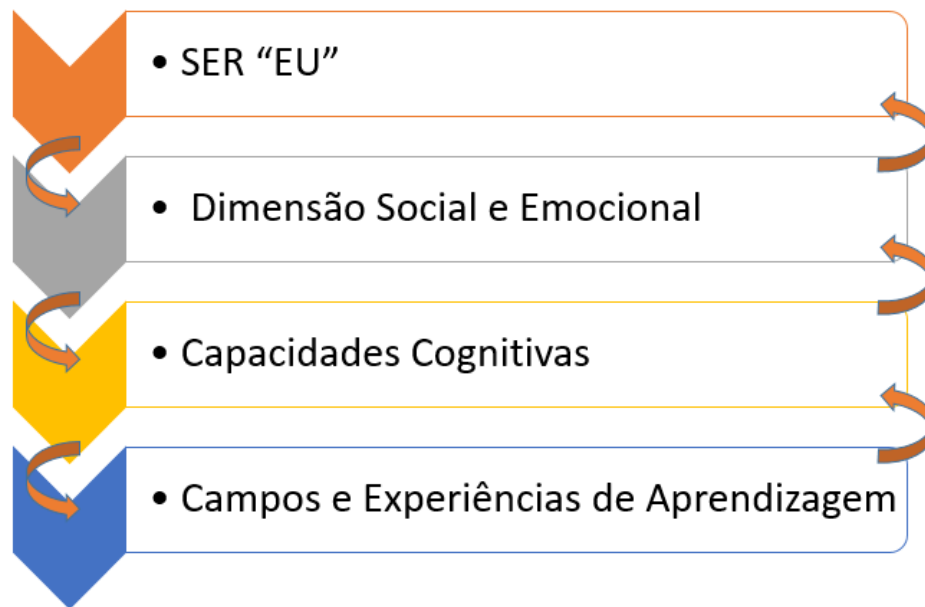 • SER “EU”
• Dimensão Social e Emocional
• Capacidades Cognitivas
• Campos e Experiências de Aprendizagem